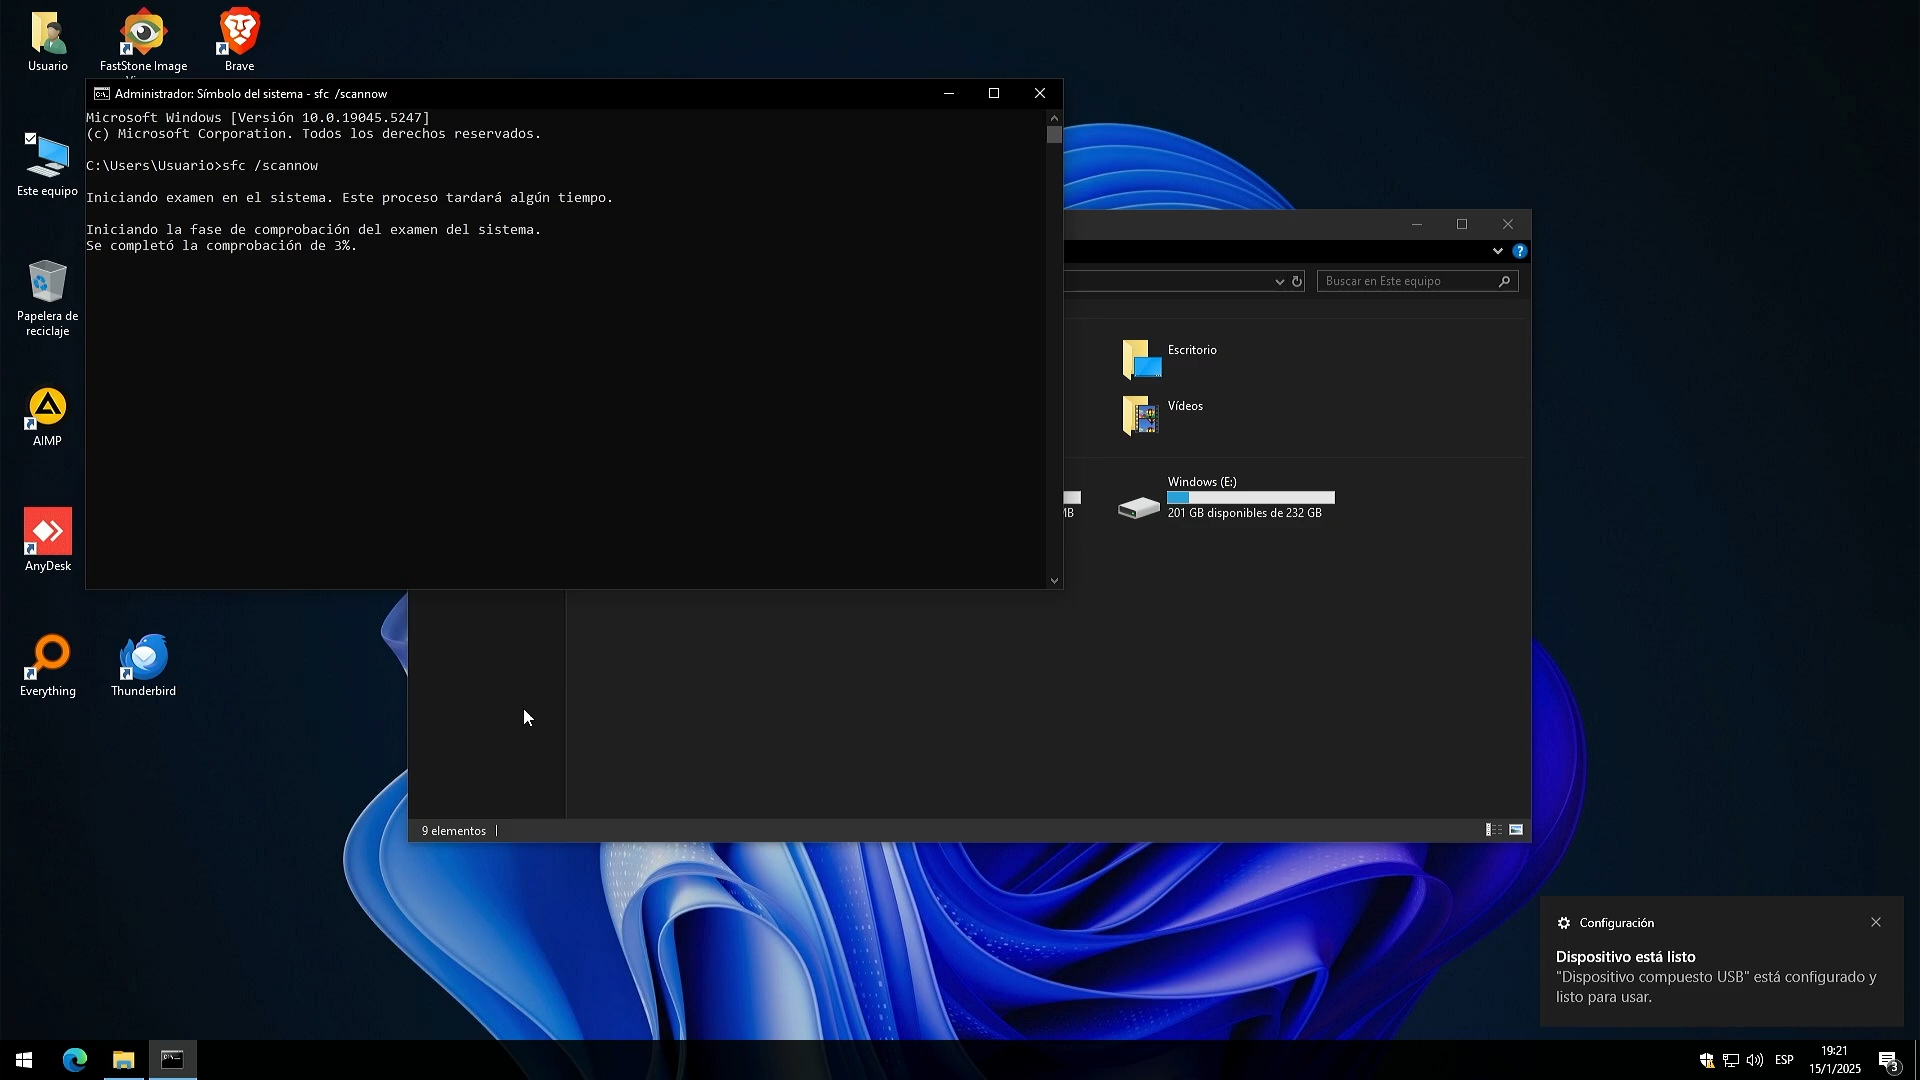 Usuario
FastStone Image
Brave
Administrador: Símbolo del sistema - sfc /scannow
Microsoft Windows [Versión 10.0.19045.5247]
(c) Microsoft Corporation. Todos los derechos reservados.
C:\Users\Usuario>sfc /scannow
Iniciando examen en el sistema. Este proceso tardará algún tiempo.
Iniciando la fase de comprobación del examen del sistema.
Se completó la comprobación de 3%.
Este equipo
Papelera de
reciclaje
AIMP
AnyDesk
Everything
Thunderbird
Buscar en Este equipo
Escritorio
Vídeos
MB
Windows (E:)
201 GB disponibles de 232 GB
9 elementos
Configuración
Dispositivo está listo
"Dispositivo compuesto USB" está configurado y
listo para usar.
ESP
19:21
15/1/2025
3